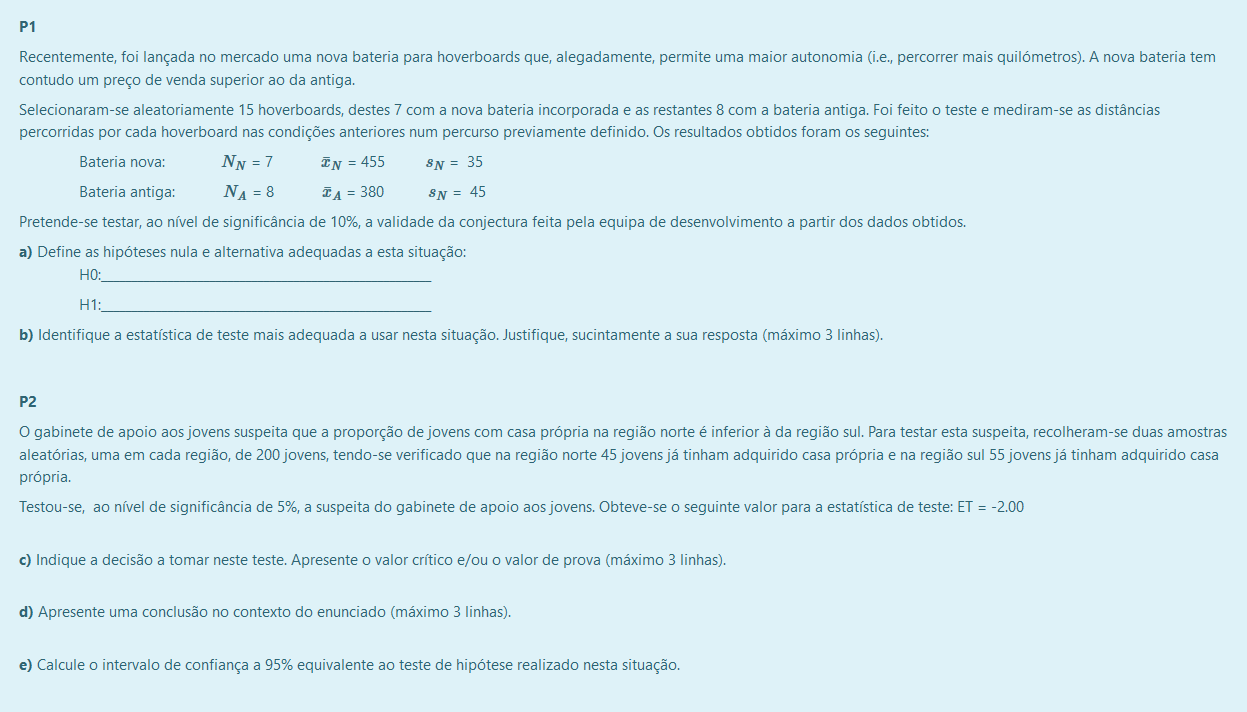 P1
Recentemente, foi lançada no mercado uma nova bateria para hoverboards que, alegadamente, permite uma maior autonomia (i.e., percorrer mais quilómetros). A nova bateria tem
contudo um preço de venda superior ao da antiga.
Selecionaram-se aleatoriamente 15 hoverboards, destes 7 com a nova bateria incorporada e as restantes 8 com a bateria antiga. Foi feito o teste e mediram-se as distâncias
percorridas por cada hoverboard nas condições anteriores num percurso previamente definido. Os resultados obtidos foram os seguintes:
Bateria nova: N_N = 7 x̄_N = 455 s_N = 35
Bateria antiga: N_A = 8 x̄_A = 380 s_N = 45
Pretende-se testar, ao nível de significância de 10%, a validade da conjectura feita pela equipa de desenvolvimento a partir dos dados obtidos.
a) Define as hipóteses nula e alternativa adequadas a esta situação:
H0:________________________________________
H1:________________________________________
b) Identifique a estatística de teste mais adequada a usar nesta situação. Justifique, sucintamente a sua resposta (máximo 3 linhas).
P2
O gabinete de apoio aos jovens suspeita que a proporção de jovens com casa própria na região norte é inferior à da região sul. Para testar esta suspeita, recolheram-se duas amostras
aleatórias, uma em cada região, de 200 jovens, tendo-se verificado que na região norte 45 jovens já tinham adquirido casa própria e na região sul 55 jovens já tinham adquirido casa
própria.
Testou-se, ao nível de significância de 5%, a suspeita do gabinete de apoio aos jovens. Obteve-se o seguinte valor para a estatística de teste: ET = -2.00
c) Indique a decisão a tomar neste teste. Apresente o valor crítico e/ou o valor de prova (máximo 3 linhas).
d) Apresente uma conclusão no contexto do enunciado (máximo 3 linhas).
e) Calcule o intervalo de confiança a 95% equivalente ao teste de hipótese realizado nesta situação.